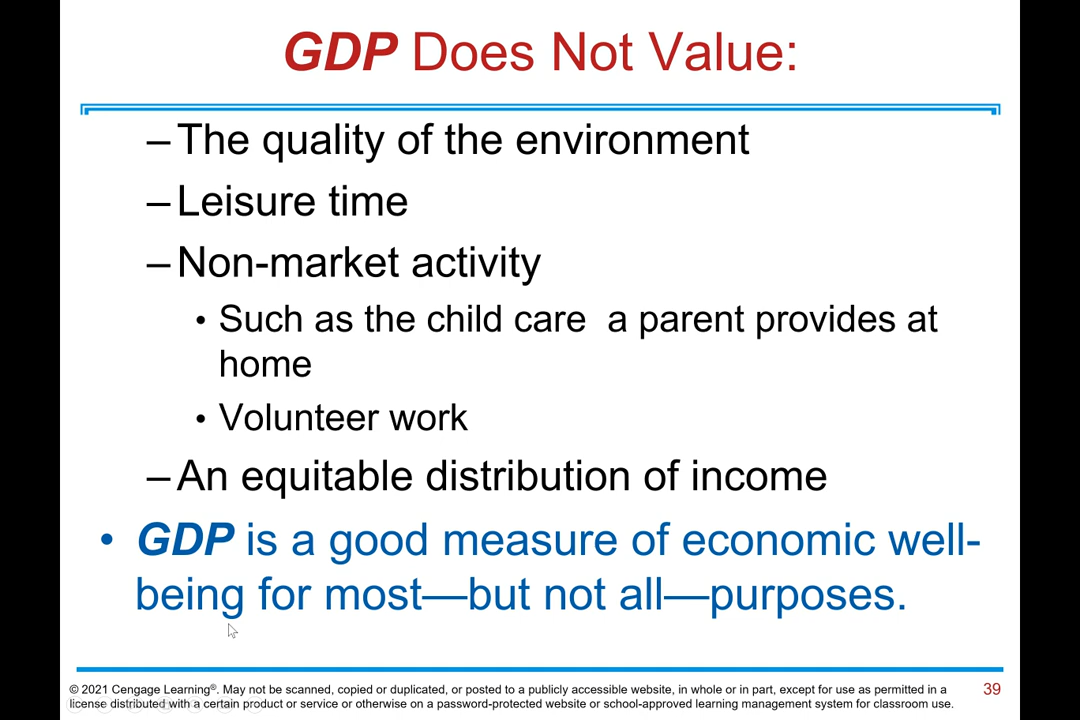 GDP Does Not Value:
–The quality of the environment
–Leisure time
–Non-market activity
• Such as the child care  a parent provides at
home
• Volunteer work
–An equitable distribution of income
• GDP is a good measure of economic well-
being for most—but not all—purposes.
© 2021 Cengage Learning®. May not be scanned, copied or duplicated, or posted to a publicly accessible website, in whole or in part, except for use as permitted in a
license distributed with a certain product or service or otherwise on a password-protected website or school-approved learning management system for classroom use.
39